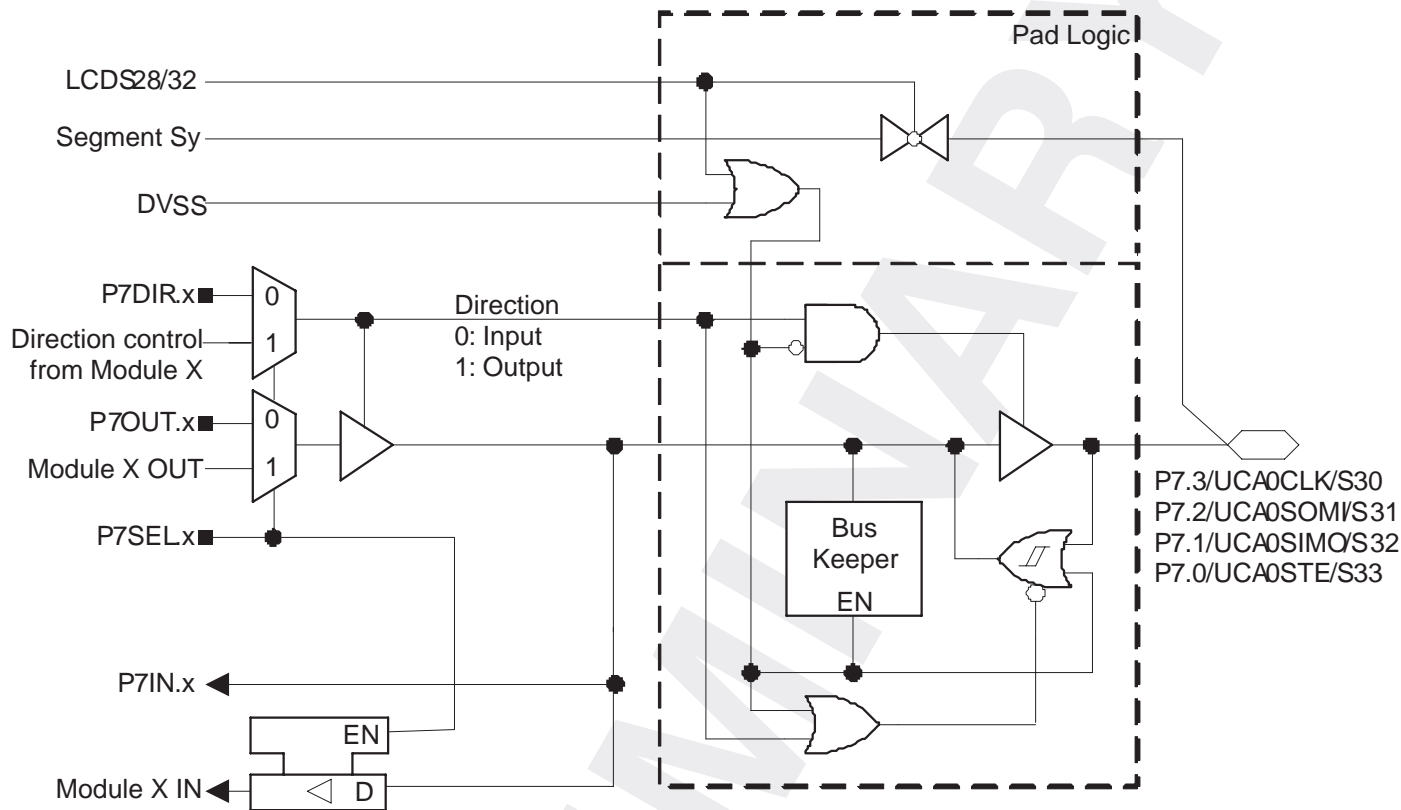 Pad Logic
LCDS28/32
Segment Sy
DVSS
P7DIR.x
0
1
Direction control
from Module X
Direction
0: Input
1: Output
P7OUT.x
0
1
Module X OUT
P7SEL.x
P7.3/UCA0CLK/S30
P7.2/UCA0SOMI/S31
P7.1/UCA0SIMO/S32
P7.0/UCA0STE/S33
Bus
Keeper
EN
P7IN.x
EN
Module X IN
D
MINARY